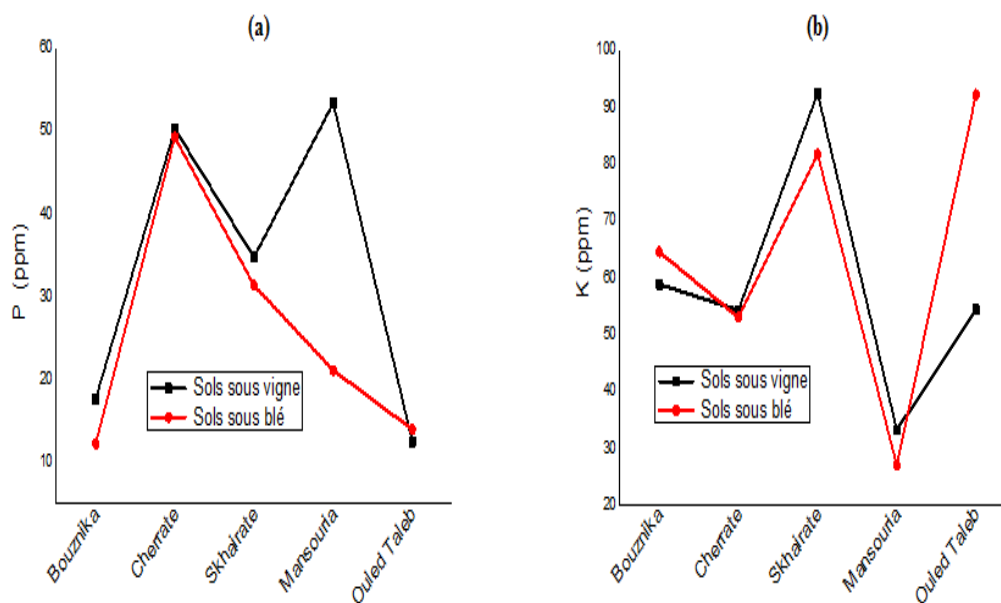 (a)
P (ppm)
60
50
40
30
20
10
Sols sous vigne
Sols sous blé
Bouznika
Cherrate
Skhairate
Mansouria
Ouled Taleb
(b)
K (ppm)
100
90
80
70
60
50
40
30
20
Sols sous vigne
Sols sous blé
Bouznika
Cherrate
Skhairate
Mansouria
Ouled Taleb